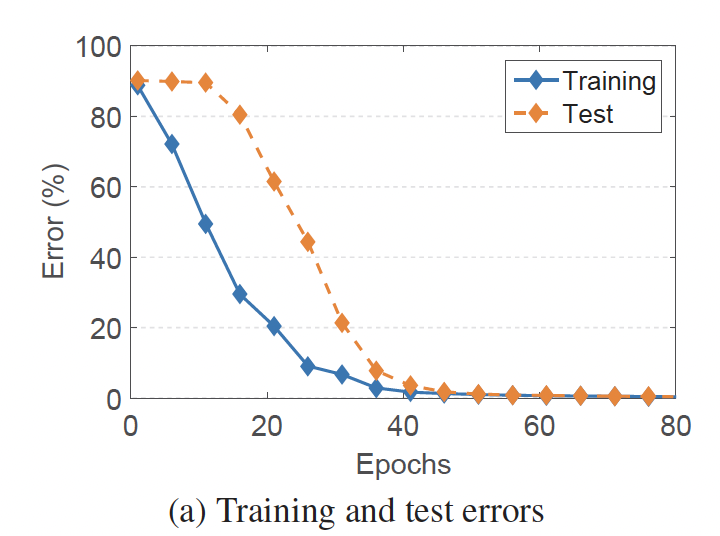 100
80
60
40
20
0
Error (%)
Training
Test
0 20 40 60 80
Epochs
(a) Training and test errors